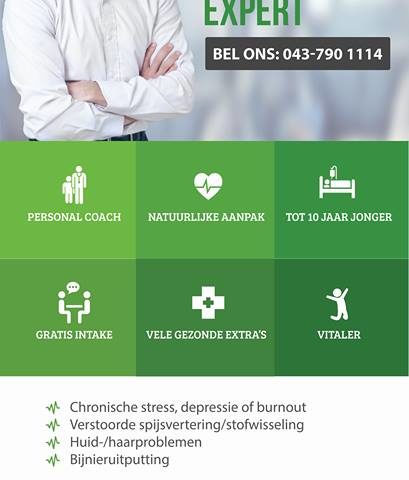 EXPERT
BEL ONS: 043-790 1114
PERSONAL COACH
NATUURLIJKE AANPAK
TOT 10 JAAR JONGER
GRATIS INTAKE
VELE GEZONDE EXTRA'S
VITALER
Chronische stress, depressie of burnout
Verstoorde spijsvertering/stofwisseling
Huid-/haarproblemen
Bijnieruitputting